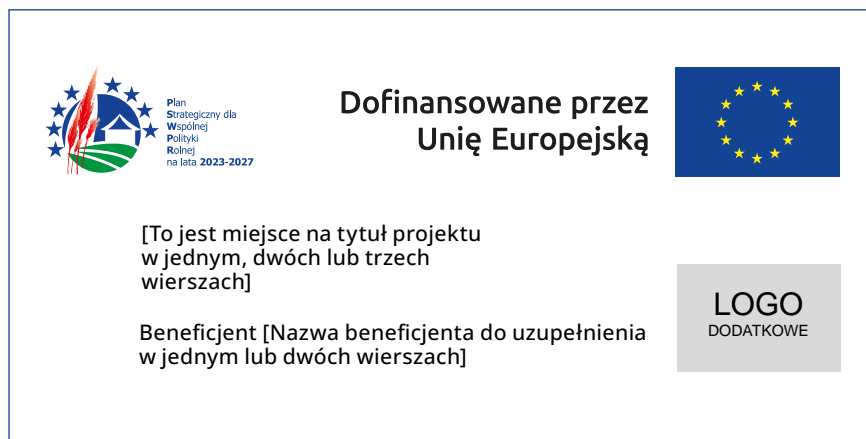 Plan
Strategiczny dla
Wspólnej
Polityki
Rolnej
na lata 2023-2027
Dofinansowane przez
Unię Europejską
[To jest miejsce na tytuł projektu
w jednym, dwóch lub trzech
wierszach]
Beneficjent [Nazwa beneficjenta do uzupełnienia
w jednym lub dwóch wierszach]
LOGO
DODATKOWE